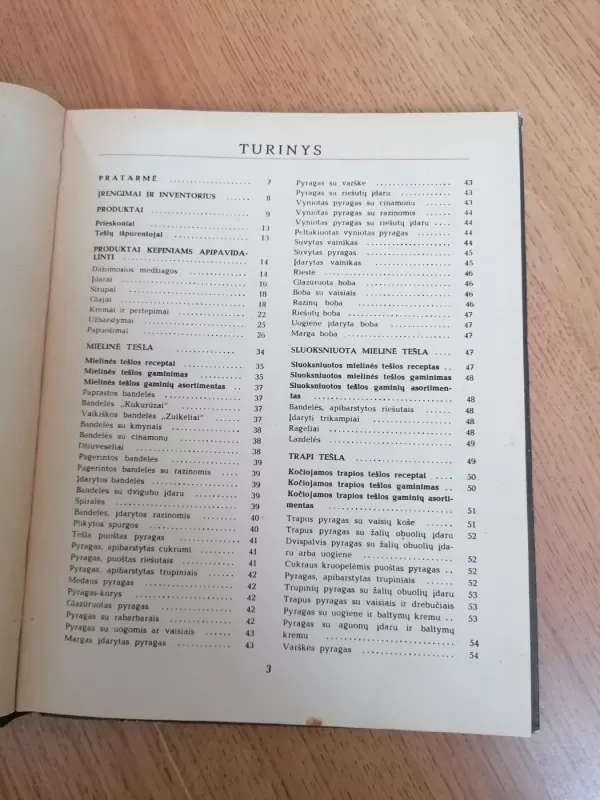 TURINYS
PRATARMĖ .................. 7
ĮRENGIMAI IR INVENTORIUS ..... 8
PRODUKTAI .................. 9
Prieskoniai .................. 13
Tešlų išpurentojai .................. 13
PRODUKTAI KEPINIAMS APIPAVIDA-
LINTI .................. 14
Dažomosios medžiagos ............ 14
Įdarai .................. 16
Sirupai .................. 18
Glajai .................. 18
Kremai ir pertepimai ............ 22
Užbarstymai .................. 25
Papuošimai .................. 26
MIELINĖ TEŠLA .................. 34
Mielinės tešlos receptai ............ 35
Mielinės tešlos gaminimas ......... 35
Mielinės tešlos gaminių asortimentas .. 37
Paprastos bandelės ............ 37
Bandelės „Kukurūzai" ............ 37
Vaikiškos bandelės „Zuikeliai" ...... 37
Bandelės su kmynais ............ 38
Bandelės su cinamonu ............ 38
Džiuvėsėliai .................. 38
Pagerintos bandelės ............ 39
Pagerintos bandelės su razinomis .... 39
Įdarytos bandelės ............ 39
Bandelės su dvigubu įdaru ......... 39
Spiralės .................. 39
Bandelės, įdarytos razinomis ...... 40
Plikytos spurgos ............ 40
Tešla puoštas pyragas ............ 41
Pyragas, apibarstytas cukrumi ...... 41
Pyragas, puoštas riešutais ......... 41
Pyragas, apibarstytas trupiniais ..... 42
Medaus pyragas ............ 42
Pyragas-korys ............ 42
Glazūruotas pyragas ............ 42
Pyragas su rabarbarais ............ 42
Pyragas su uogomis ar vaisiais ...... 43
Margas įdarytas pyragas ......... 43
Pyragas su varške ............ 43
Pyragas su riešutų įdaru ......... 43
Vyniotas pyragas su cinamonu ...... 43
Vyniotas pyragas su razinomis ..... 44
Vyniotas pyragas su riešutų įdaru .... 44
Peltakiuotas vyniotas pyragas ...... 44
Suvytas vainikas ............ 44
Suvytas pyragas ............ 45
Įdarytas vainikas ............ 45
Riestė .................. 46
Glazūruota boba ............ 46
Boba su vaisiais ............ 46
Razinų boba ............ 46
Riešutų boba ............ 47
Uogiene įdaryta boba ............ 47
Marga boba ............ 47
SLUOKSNIUOTA MIELINĖ TEŠLA . 47
Sluoksniuotos mielinės tešlos receptas .. 47
Sluoksniuotos mielinės tešlos gaminimas 48
Sluoksniuotos tešlos gaminių asortimen-
tas .................. 48
Bandelės, apibarstytos riešutais ..... 48
Įdaryti trikampiai ............ 48
Rageliai .................. 48
Lazdelės .................. 49
TRAPI TEŠLA .................. 49
Kočiojamos trapios tešlos receptai .... 50
Kočiojamos trapios tešlos gaminimas .. 50
Kočiojamos trapios tešlos gaminių asorti-
mentas .................. 51
Trapus pyragas su vaisių koše ...... 51
Trapus pyragas su žalių obuolių įdaru 52
Dvispalvis pyragas su žalių obuolių įda-
ru arba uogiene ............ 52
Cukraus kruopelėmis puoštas pyragas .. 52
Pyragas, apibarstytas trupiniais ..... 52
Trupinių pyragas su žalių obuolių įdaru 53
Trapus pyragas su vaisiais ir drebučiais 53
Pyragas su uogiene ir baltymų kremu .. 53
Pyragas su aguonų įdaru ir baltymų
kremu .................. 54
Varškės pyragas ............ 54
3